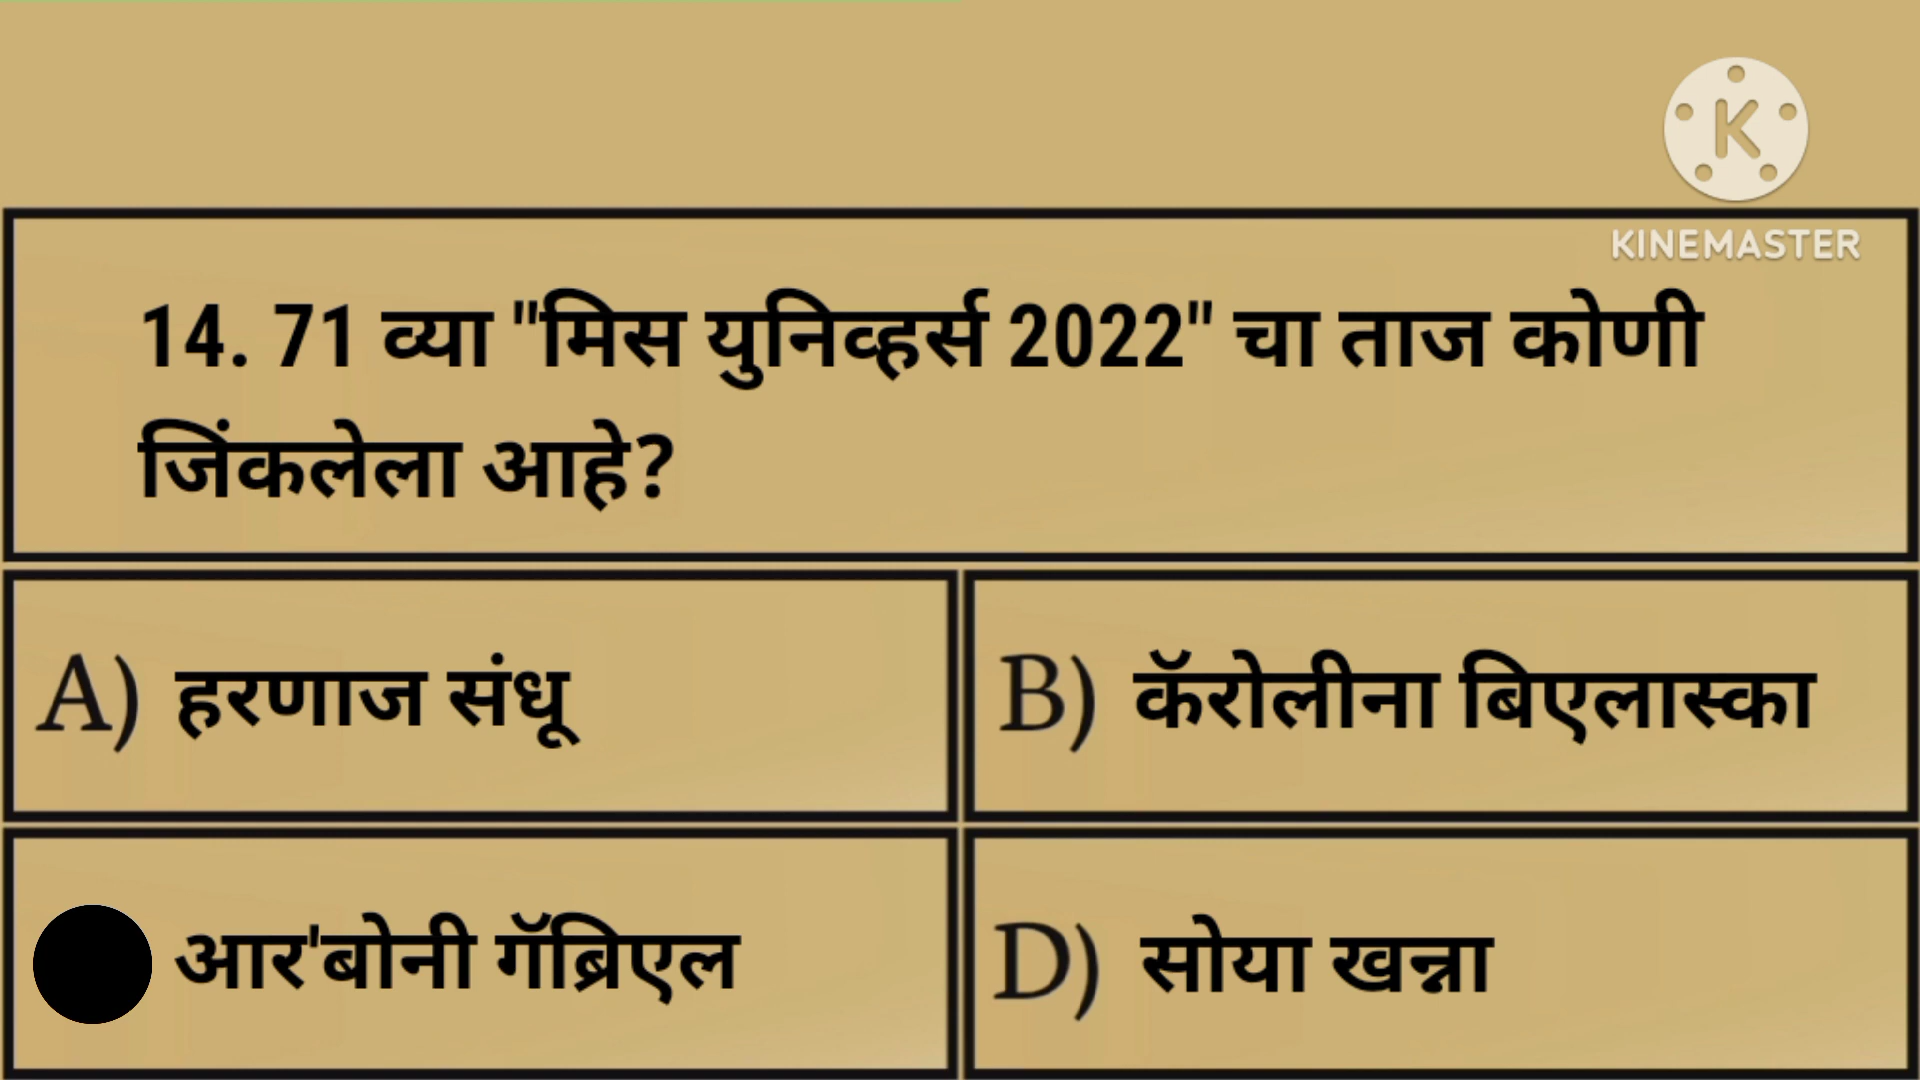 K
KINEMASTER
14. 71 व्या "मिस युनिव्हर्स 2022" चा ताज कोणी
जिंकलेला आहे?
A) हरणाज संधू
B) कॅरोलीना बिएलास्का
आर'बोनी गॅब्रिएल
D) सोया खन्ना